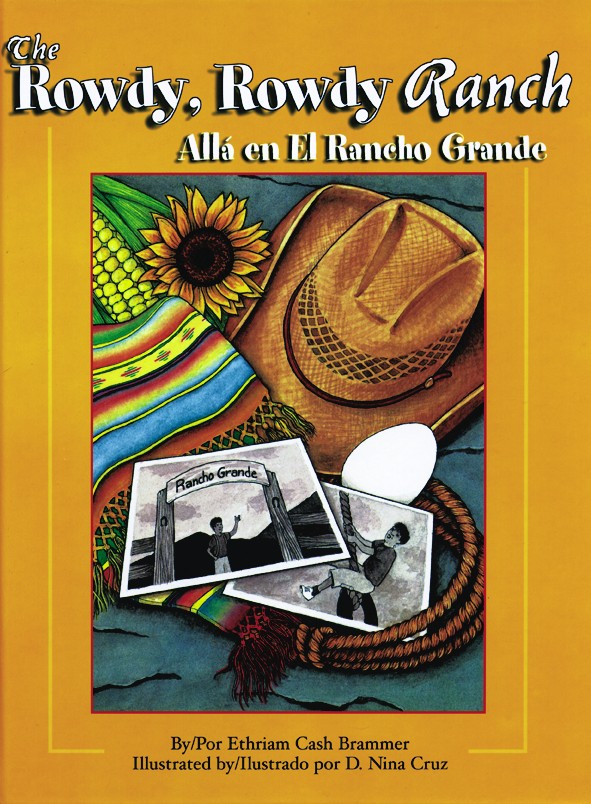 The
Rowdy, Rowdy Ranch
Allá en El Rancho Grande
Rancho Grande
By/Por Ethriam Cash Brammer
Illustrated by/Ilustrado por D. Nina Cruz